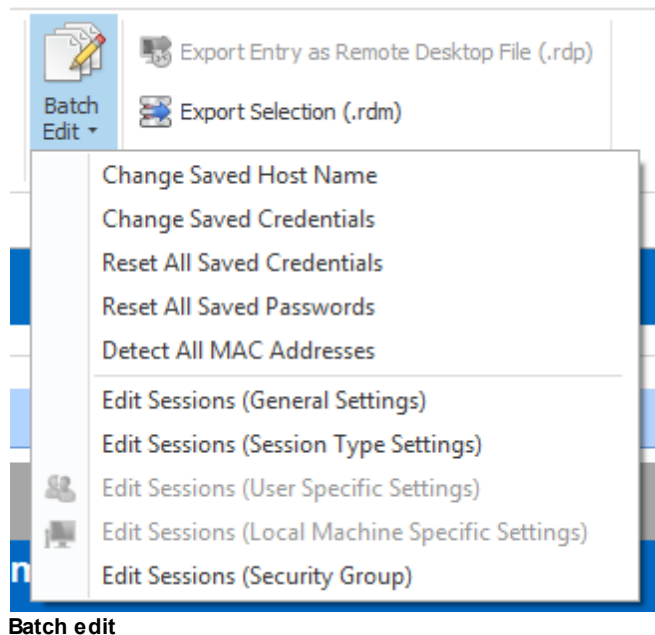 Export Entry as Remote Desktop File (.rdp)
Batch
Edit
Export Selection (.rdm)
Change Saved Host Name
Change Saved Credentials
Reset All Saved Credentials
Reset All Saved Passwords
Detect All MAC Addresses
Edit Sessions (General Settings)
Edit Sessions (Session Type Settings)
Edit Sessions (User Specific Settings)
Edit Sessions (Local Machine Specific Settings)
Edit Sessions (Security Group)
n
Batch edit